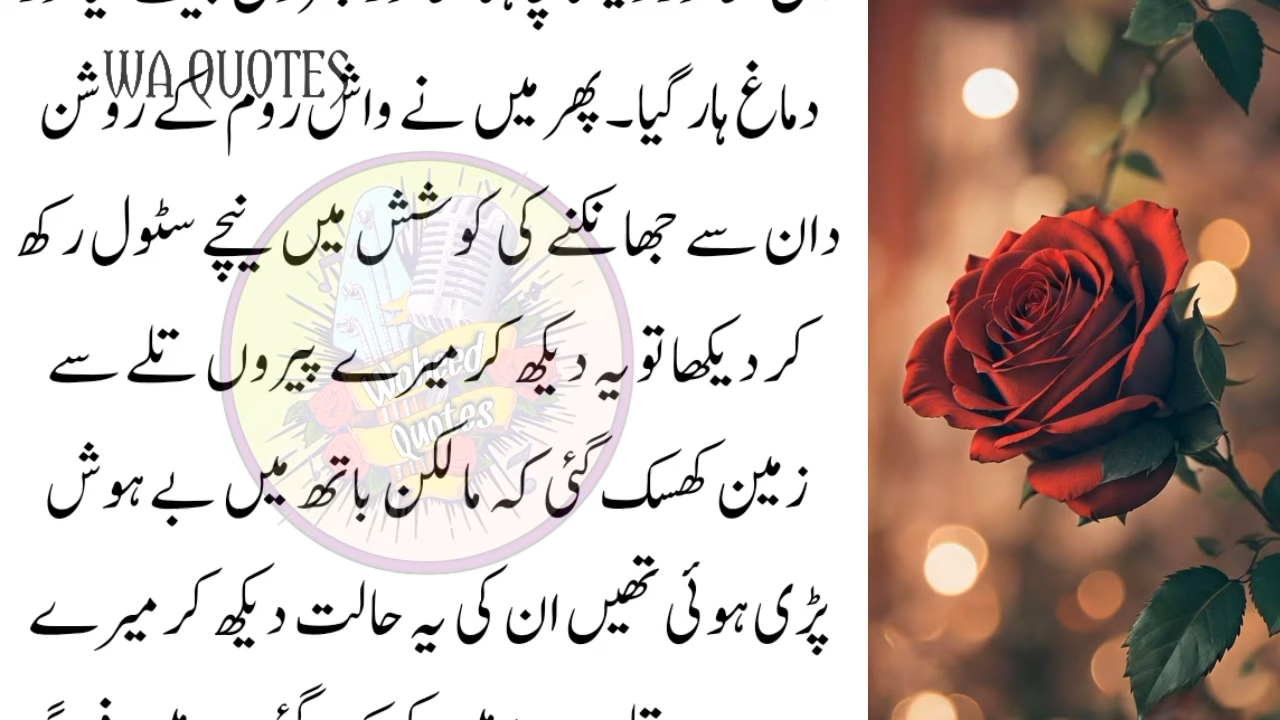 WA QUOTES
دماغ ہار گیا۔ پھر میں نے واش روم کے روشن
دان سے جھانکنے کی کوشش میں نیچے سٹول رکھ
کر دیکھا تو یہ دیکھ کر میرے پیروں تلے سے
Waheed
Quotes
زمین کھسک گئی کہ مالکن باتھ میں بے ہوش
پڑی ہوئی تھیں ان کی یہ حالت دیکھ کر میرے